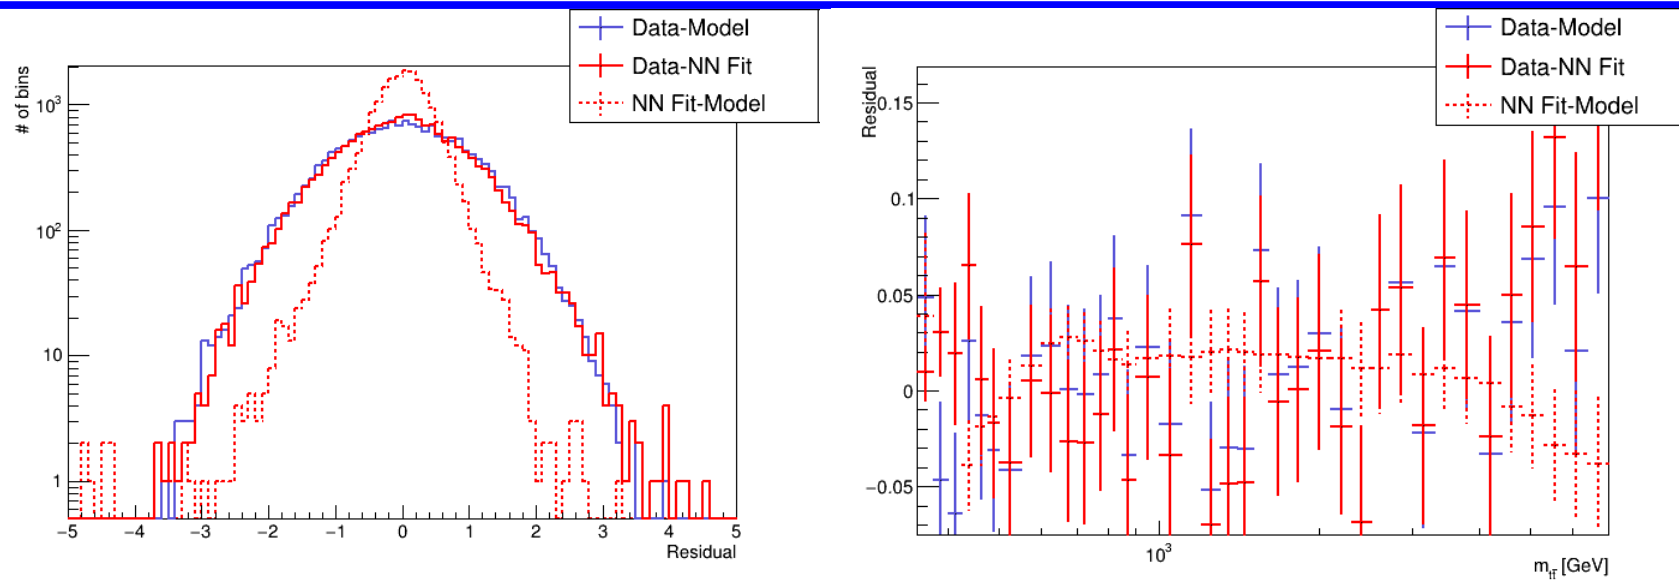 Data-Model
Data-NN Fit
NN Fit-Model
# of bins
10³
10²
10
1
−5 −4 −3 −2 −1 0 1 2 3 4 5
Residual
Data-Model
Data-NN Fit
NN Fit-Model
Residual
0.15
0.1
0.05
0
−0.05
10³
m_{tt̄} [GeV]